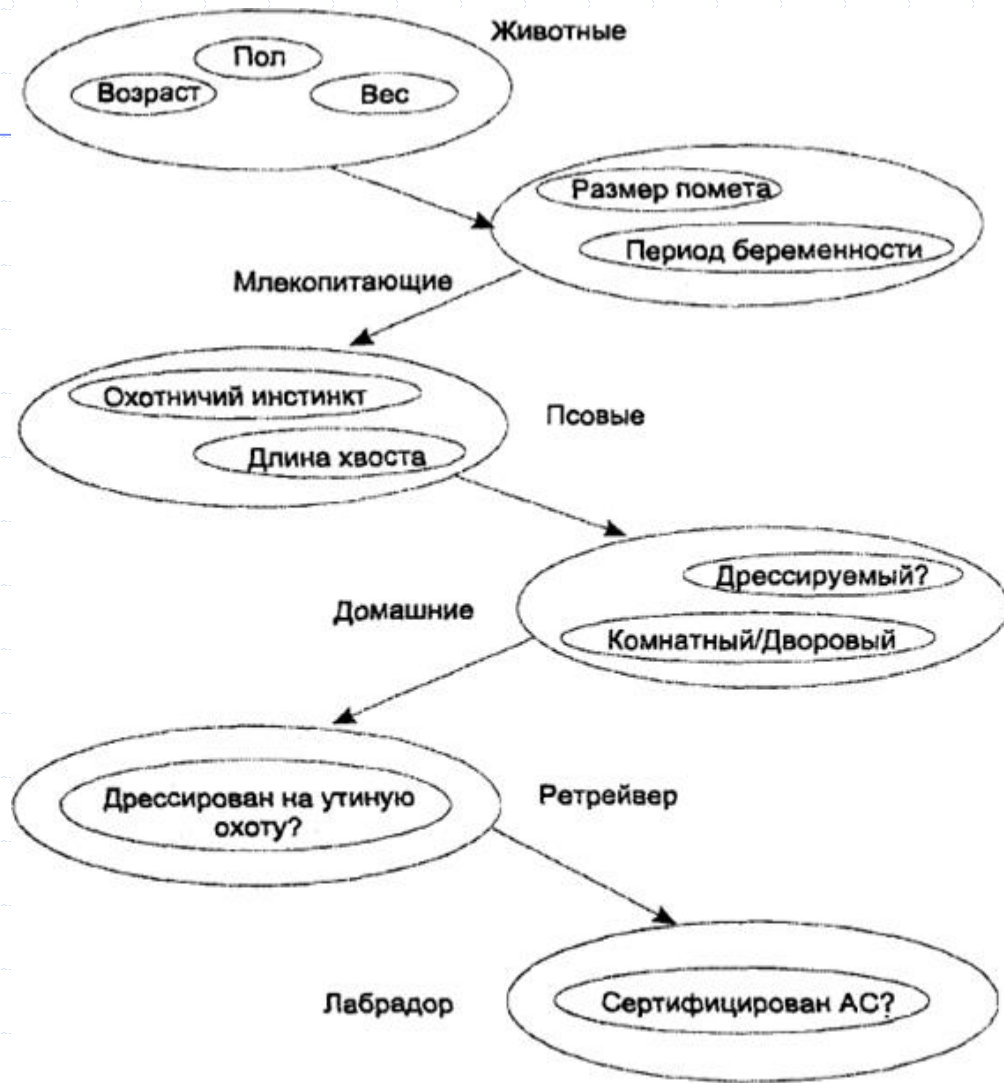 Животные
Пол
Возраст
Вес
Размер помета
Период беременности
Млекопитающие
Охотничий инстинкт
Псовые
Длина хвоста
Дрессируемый?
Домашние
Комнатный/Дворовый
Дрессирован на утиную
охоту?
Ретрейвер
Лабрадор
Сертифицирован АС?